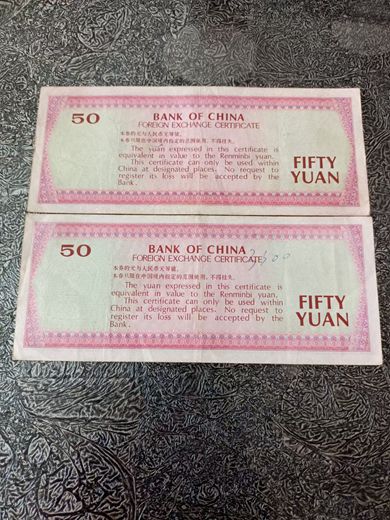 50
BANK OF CHINA
FOREIGN EXCHANGE CERTIFICATE
本券的元与人民币元等值。
本券只限在中国境内指定的范围使用,不得挂失。
The yuan expressed in this certificate is
equivalent in value to the Renminbi yuan.
This certificate can only be used within
China at designated places. No request to
register its loss will be accepted by the
Bank.
FIFTY
YUAN
50
BANK OF CHINA
FOREIGN EXCHANGE CERTIFICATE
本券的元与人民币元等值。
本券只限在中国境内指定的范围使用,不得挂失。
The yuan expressed in this certificate is
equivalent in value to the Renminbi yuan.
This certificate can only be used within
China at designated places. No request to
register its loss will be accepted by the
Bank.
FIFTY
YUAN